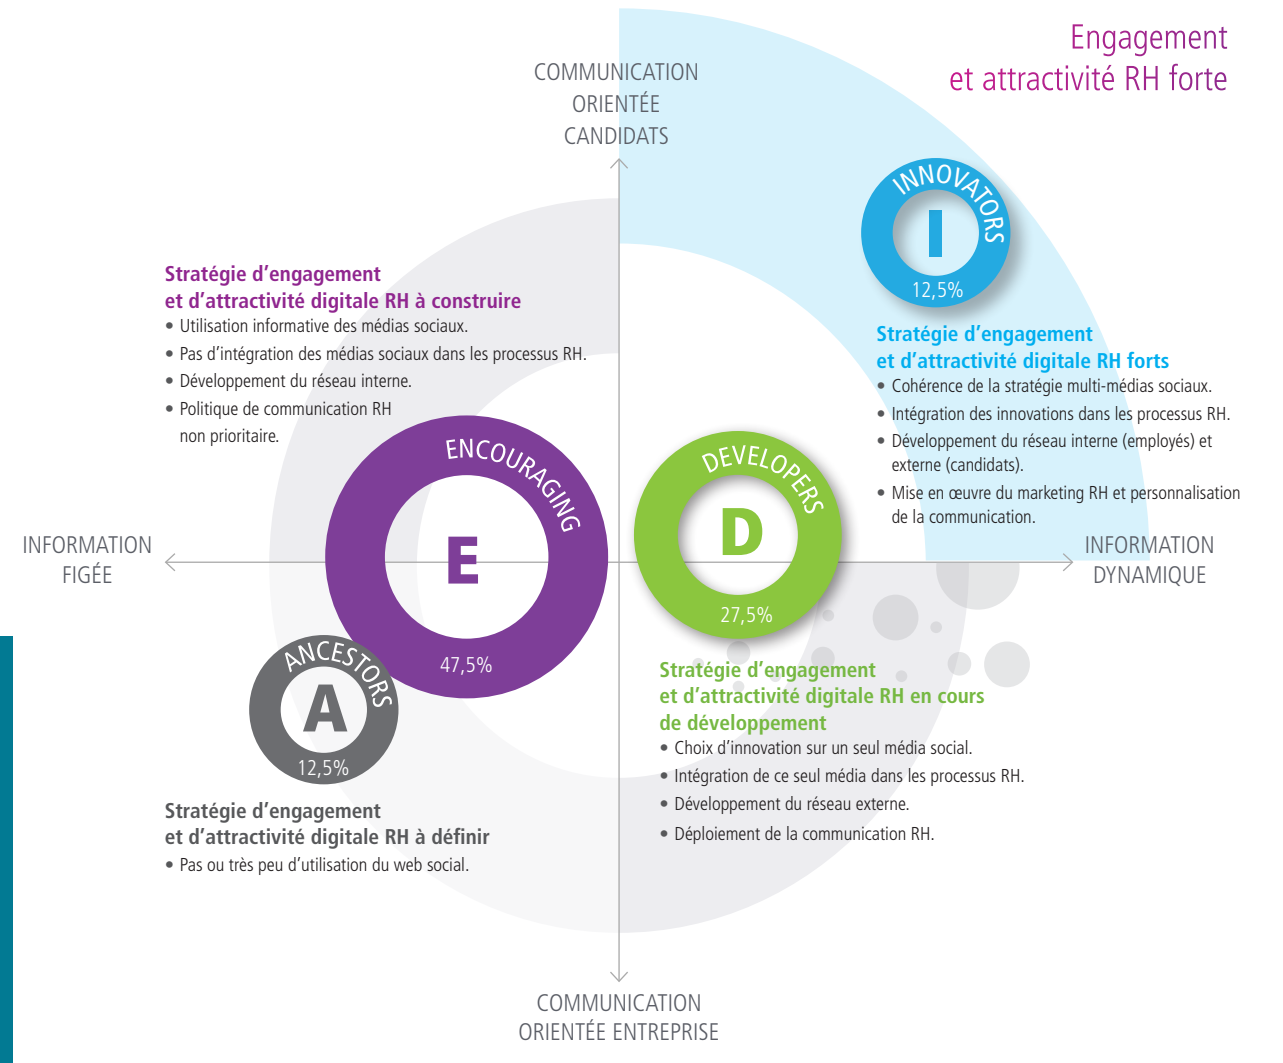 Engagement
et attractivité RH forte
COMMUNICATION
ORIENTÉE
CANDIDATS
INNOVATORS
I
12,5%
Stratégie d’engagement
et d’attractivité digitale RH à construire
• Utilisation informative des médias sociaux.
• Pas d’intégration des médias sociaux dans les processus RH.
• Développement du réseau interne.
• Politique de communication RH
non prioritaire.
Stratégie d’engagement
et d’attractivité digitale RH forts
• Cohérence de la stratégie multi-médias sociaux.
• Intégration des innovations dans les processus RH.
• Développement du réseau interne (employés) et
externe (candidats).
• Mise en œuvre du marketing RH et personnalisation
de la communication.
ENCOURAGING
E
47,5%
DEVELOPERS
D
27,5%
INFORMATION
FIGÉE
INFORMATION
DYNAMIQUE
ANCESTORS
A
12,5%
Stratégie d’engagement
et d’attractivité digitale RH en cours
de développement
• Choix d’innovation sur un seul média social.
• Intégration de ce seul média dans les processus RH.
• Développement du réseau externe.
• Déploiement de la communication RH.
Stratégie d’engagement
et d’attractivité digitale RH à définir
• Pas ou très peu d’utilisation du web social.
COMMUNICATION
ORIENTÉE ENTREPRISE